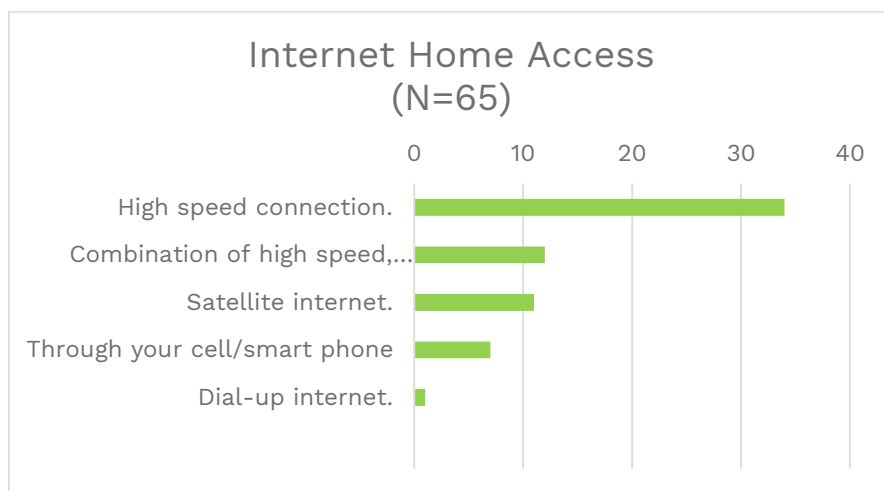 Internet Home Access
(N=65)
0 10 20 30 40
High speed connection.
Combination of high speed,...
Satellite internet.
Through your cell/smart phone
Dial-up internet.